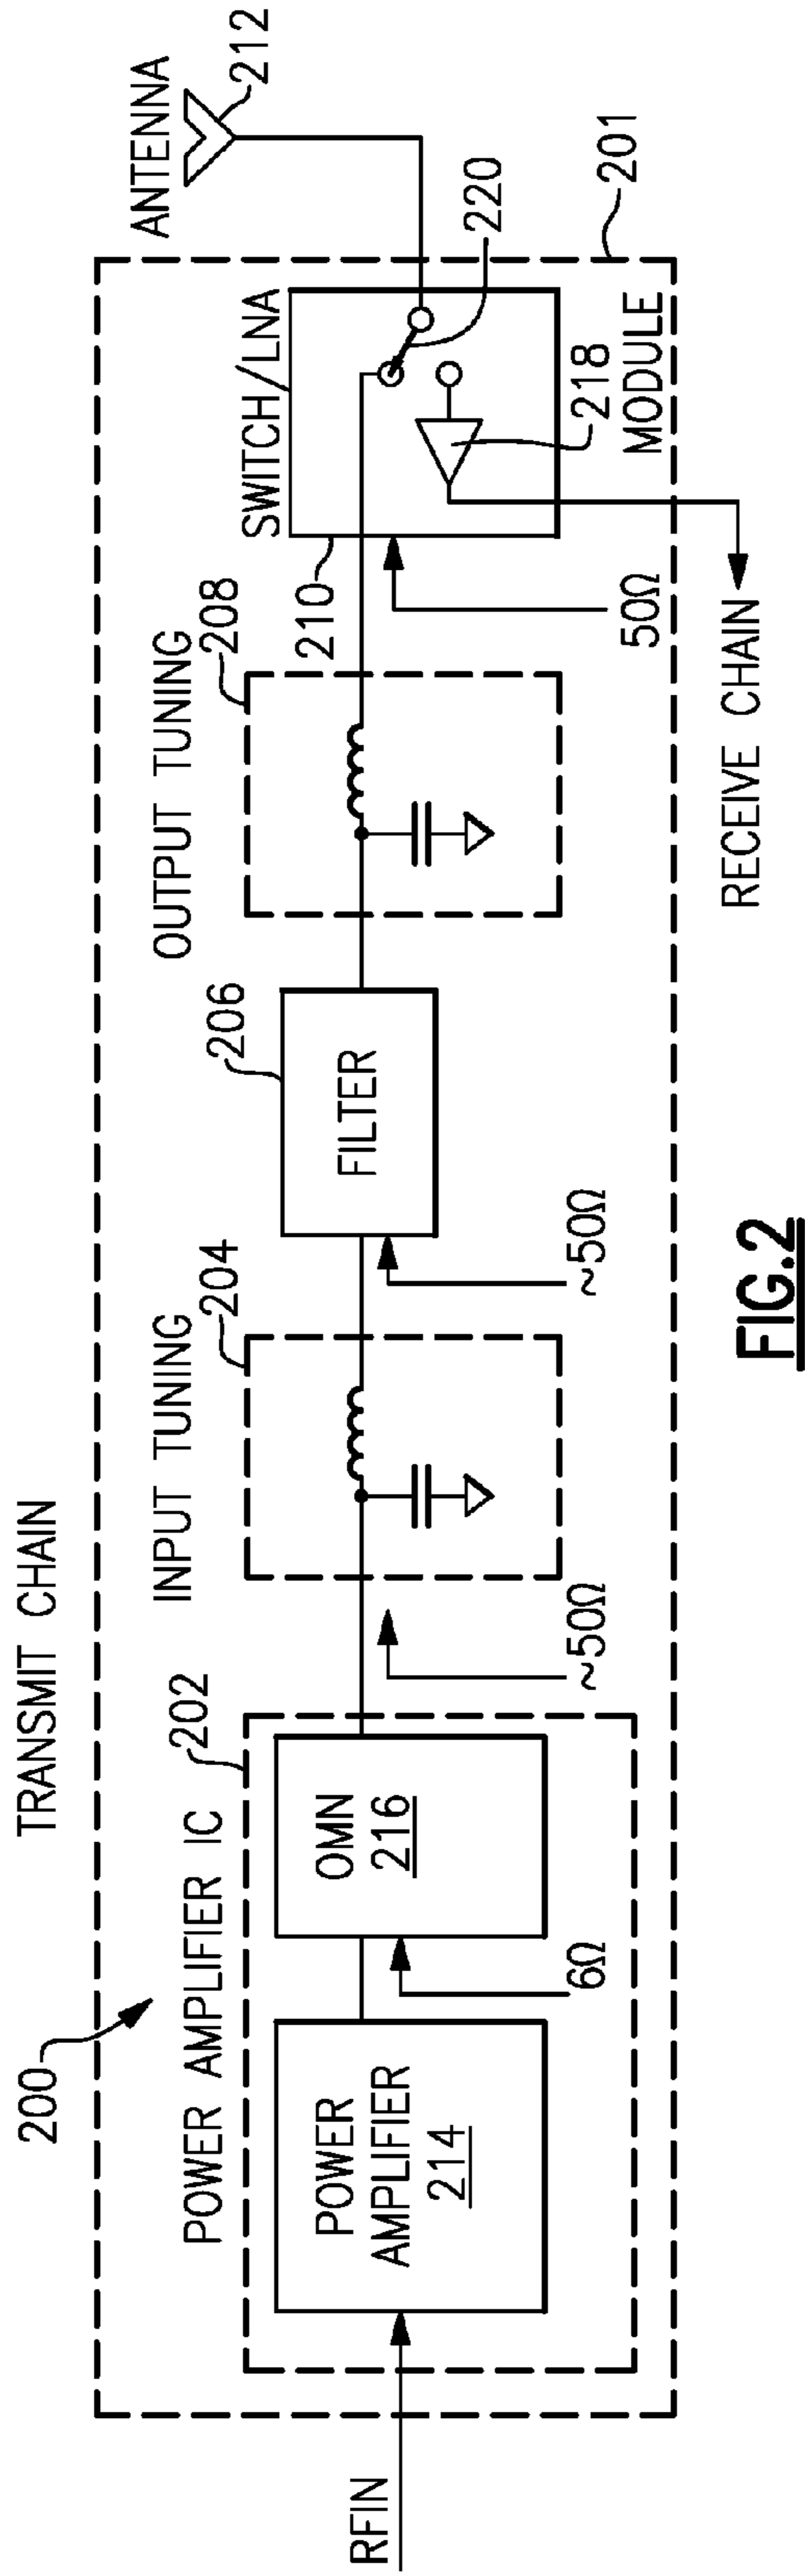 TRANSMIT CHAIN
200
POWER AMPLIFIER IC
202
INPUT TUNING
204
206
OUTPUT TUNING
208
210
SWITCH/LNA
ANTENNA
212
RFIN
POWER
AMPLIFIER
214
OMN
216
FILTER
6Ω
~50Ω
~50Ω
50Ω
218
220
MODULE
201
RECEIVE CHAIN
FIG.2